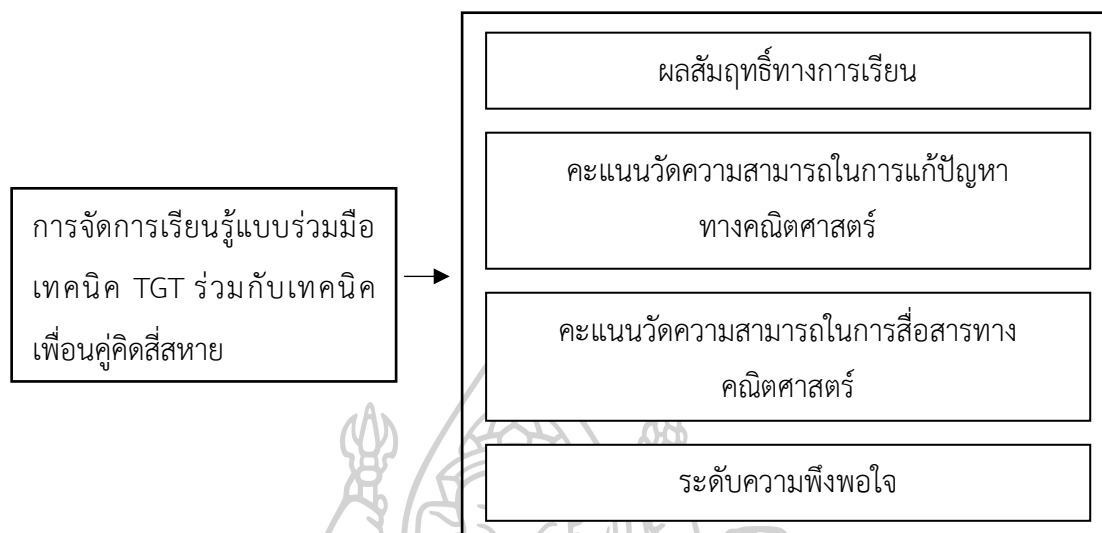 การจัดการเรียนรู้แบบร่วมมือ
เทคนิค TGT ร่วมกับเทคนิค
เพื่อนคู่คิดสี่สหาย
ผลสัมฤทธิ์ทางการเรียน
คะแนนวัดความสามารถในการแก้ปัญหา
ทางคณิตศาสตร์
คะแนนวัดความสามารถในการสื่อสารทาง
คณิตศาสตร์
ระดับความพึงพอใจ